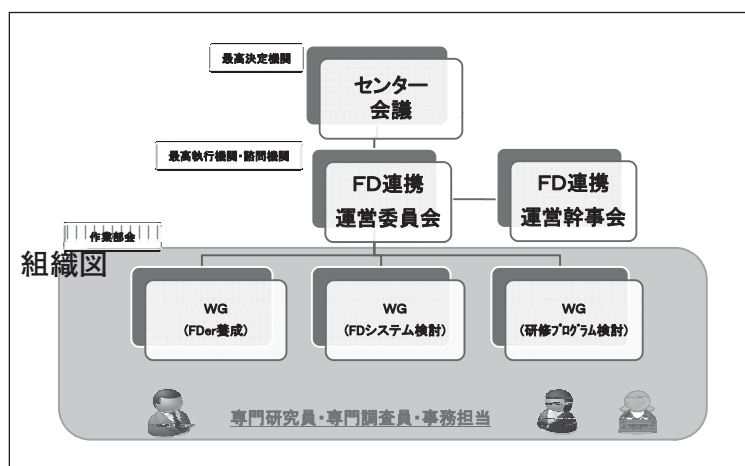 最高決定機関
センター
会議
最高執行機関・諮問機関
FD連携
運営委員会
FD連携
運営幹事会
作業部会
組織図
WG
(FDer養成)
WG
(FDシステム検討)
WG
(研修プログラム検討)
専門研究員・専門調査員・事務担当